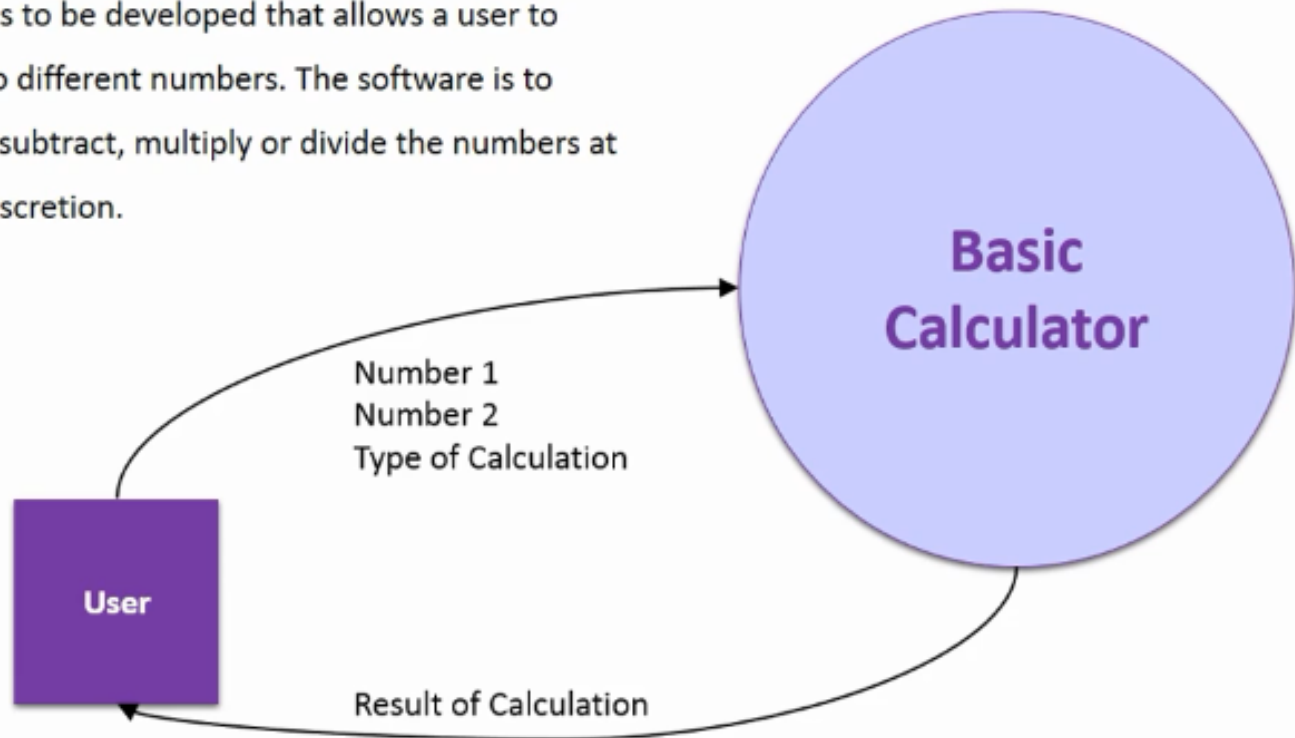 s to be developed that allows a user to
o different numbers. The software is to
subtract, multiply or divide the numbers at
scretion.
Basic
Calculator
Number 1
Number 2
Type of Calculation
User
Result of Calculation